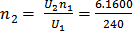 n₂ = U₂n₁/U₁ = 6.1600/240